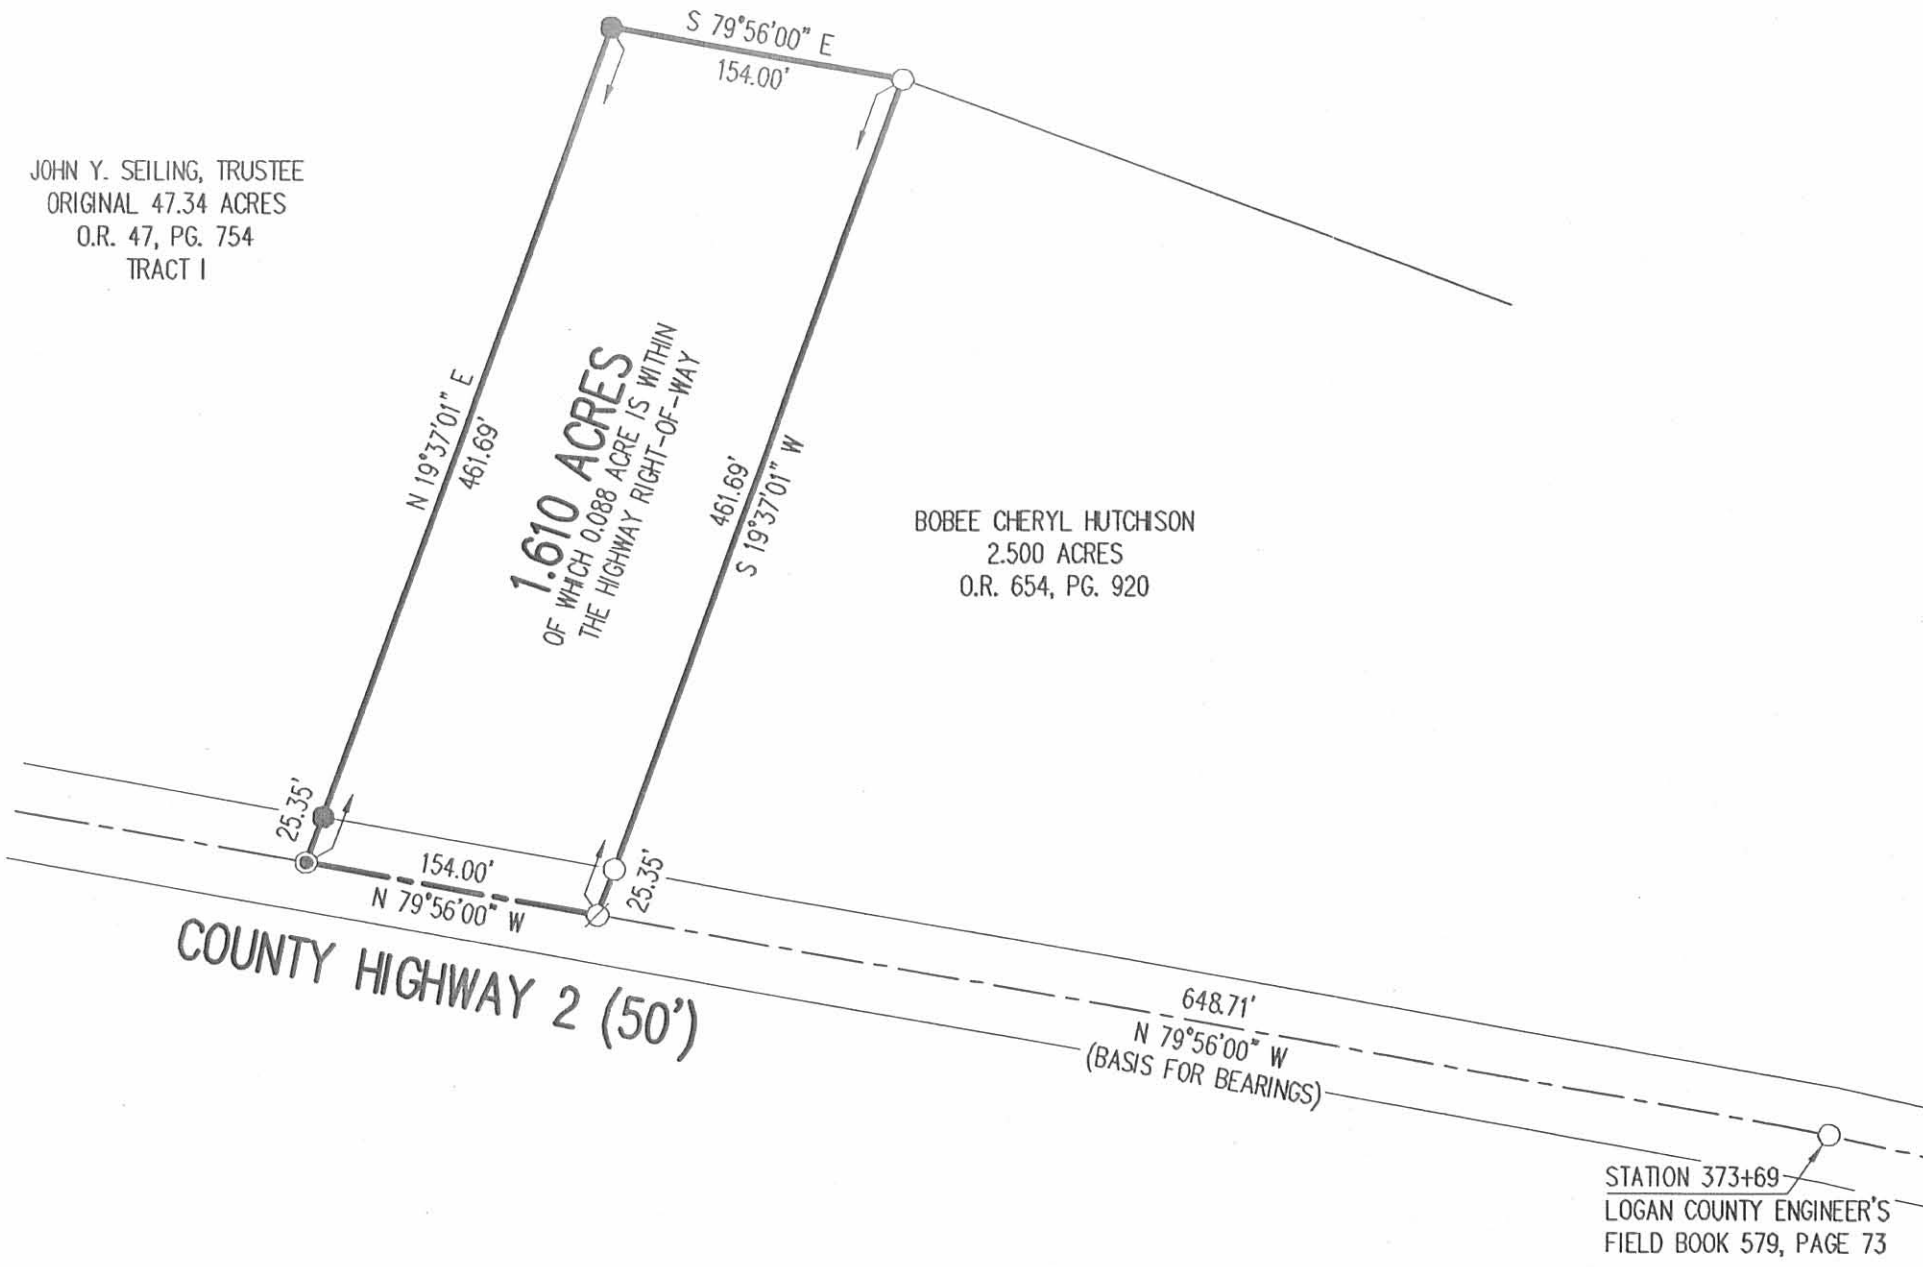 S 79°56'00" E
154.00'
JOHN Y. SEILING, TRUSTEE
ORIGINAL 47.34 ACRES
O.R. 47, PG. 754
TRACT I
N 19°37'01" E
461.69'
1.610 ACRES
OF WHICH 0.088 ACRE IS WITHIN
THE HIGHWAY RIGHT-OF-WAY
461.69'
S 19°37'01" W
BOBEE CHERYL HUTCHISON
2.500 ACRES
O.R. 654, PG. 920
25.35'
154.00'
N 79°56'00" W
25.35'
COUNTY HIGHWAY 2 (50')
648.71'
N 79°56'00" W
(BASIS FOR BEARINGS)
STATION 373+69
LOGAN COUNTY ENGINEER'S
FIELD BOOK 579, PAGE 73